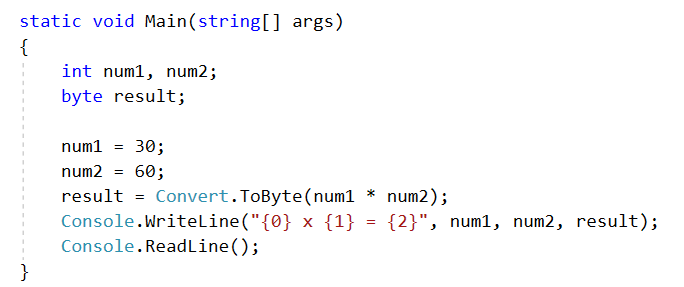 static void Main(string[] args)
{
    int num1, num2;
    byte result;

    num1 = 30;
    num2 = 60;
    result = Convert.ToByte(num1 * num2);
    Console.WriteLine("{0} x {1} = {2}", num1, num2, result);
    Console.ReadLine();
}